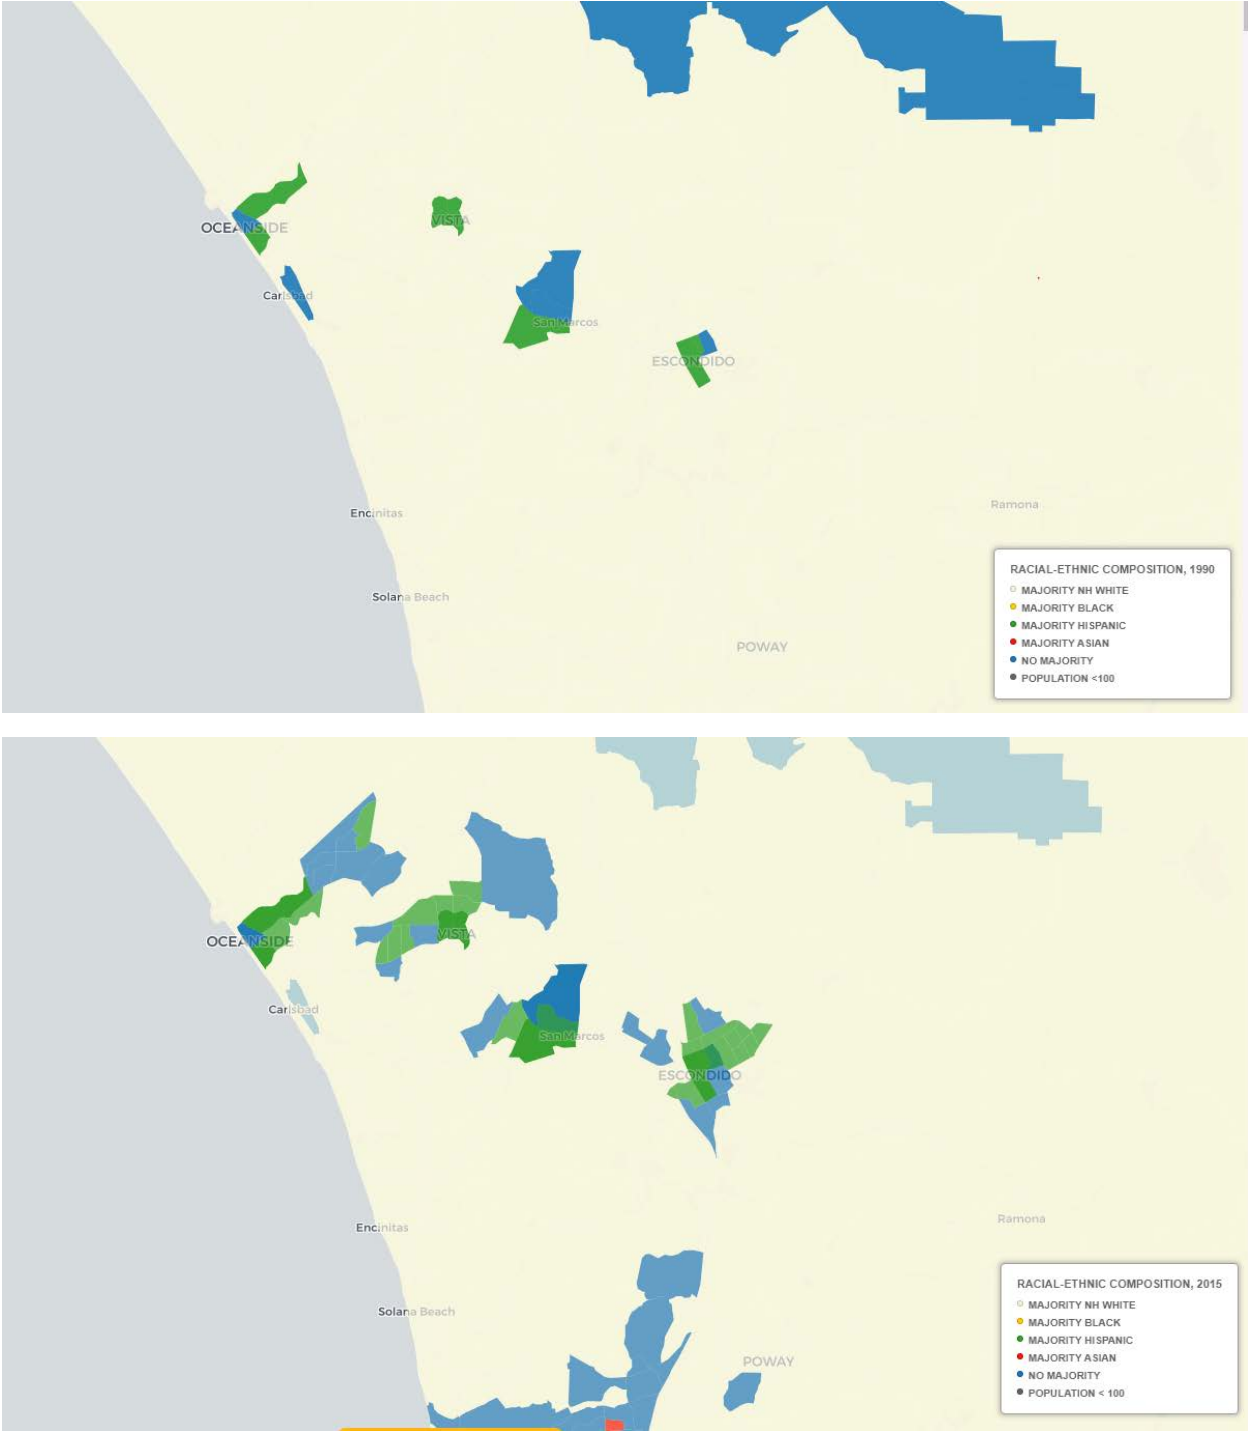 OCEANSIDE
VISTA
Carlsbad
San Marcos
ESCONDIDO
Encinitas
Ramona
Solana Beach
POWAY
RACIAL-ETHNIC COMPOSITION, 1990
MAJORITY NH WHITE
MAJORITY BLACK
MAJORITY HISPANIC
MAJORITY ASIAN
NO MAJORITY
POPULATION <100
OCEANSIDE
VISTA
Carlsbad
San Marcos
ESCONDIDO
Encinitas
Ramona
Solana Beach
POWAY
RACIAL-ETHNIC COMPOSITION, 2015
MAJORITY NH WHITE
MAJORITY BLACK
MAJORITY HISPANIC
MAJORITY ASIAN
NO MAJORITY
POPULATION < 100